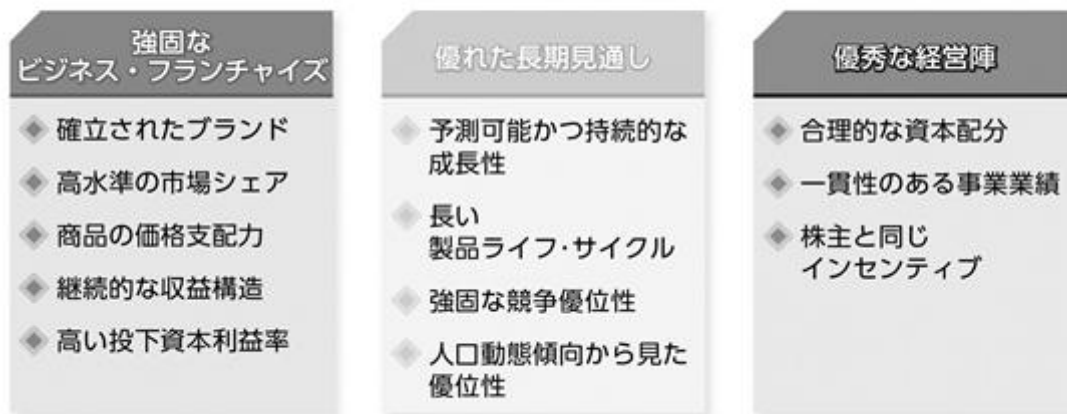 強固な
ビジネス・フランチャイズ
確立されたブランド
高水準の市場シェア
商品の価格支配力
継続的な収益構造
高い投下資本利益率
優れた長期見通し
予測可能かつ持続的な
成長性
長い
製品ライフ・サイクル
強固な競争優位性
人口動態傾向から見た
優位性
優秀な経営陣
合理的な資本配分
一貫性のある事業業績
株主と同じ
インセンティブ